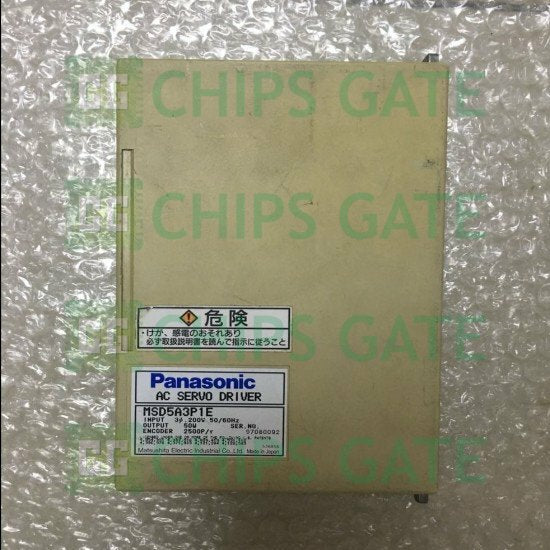 CHIPS GATE
CHIPS GATE
危険
・けが、感電のおそれあり
必ず取扱説明書を読んで指示に従うこと
CHIPS GATE
Panasonic
AC SERVO DRIVER
MSD5A3P1E
INPUT 3φ 200V 50/60Hz
OUTPUT 50W SER.NO.
ENCODER 2500P/r 97080092
CHIPS GATE
Matsushita Electric Industrial Co.,Ltd. Made in Japan